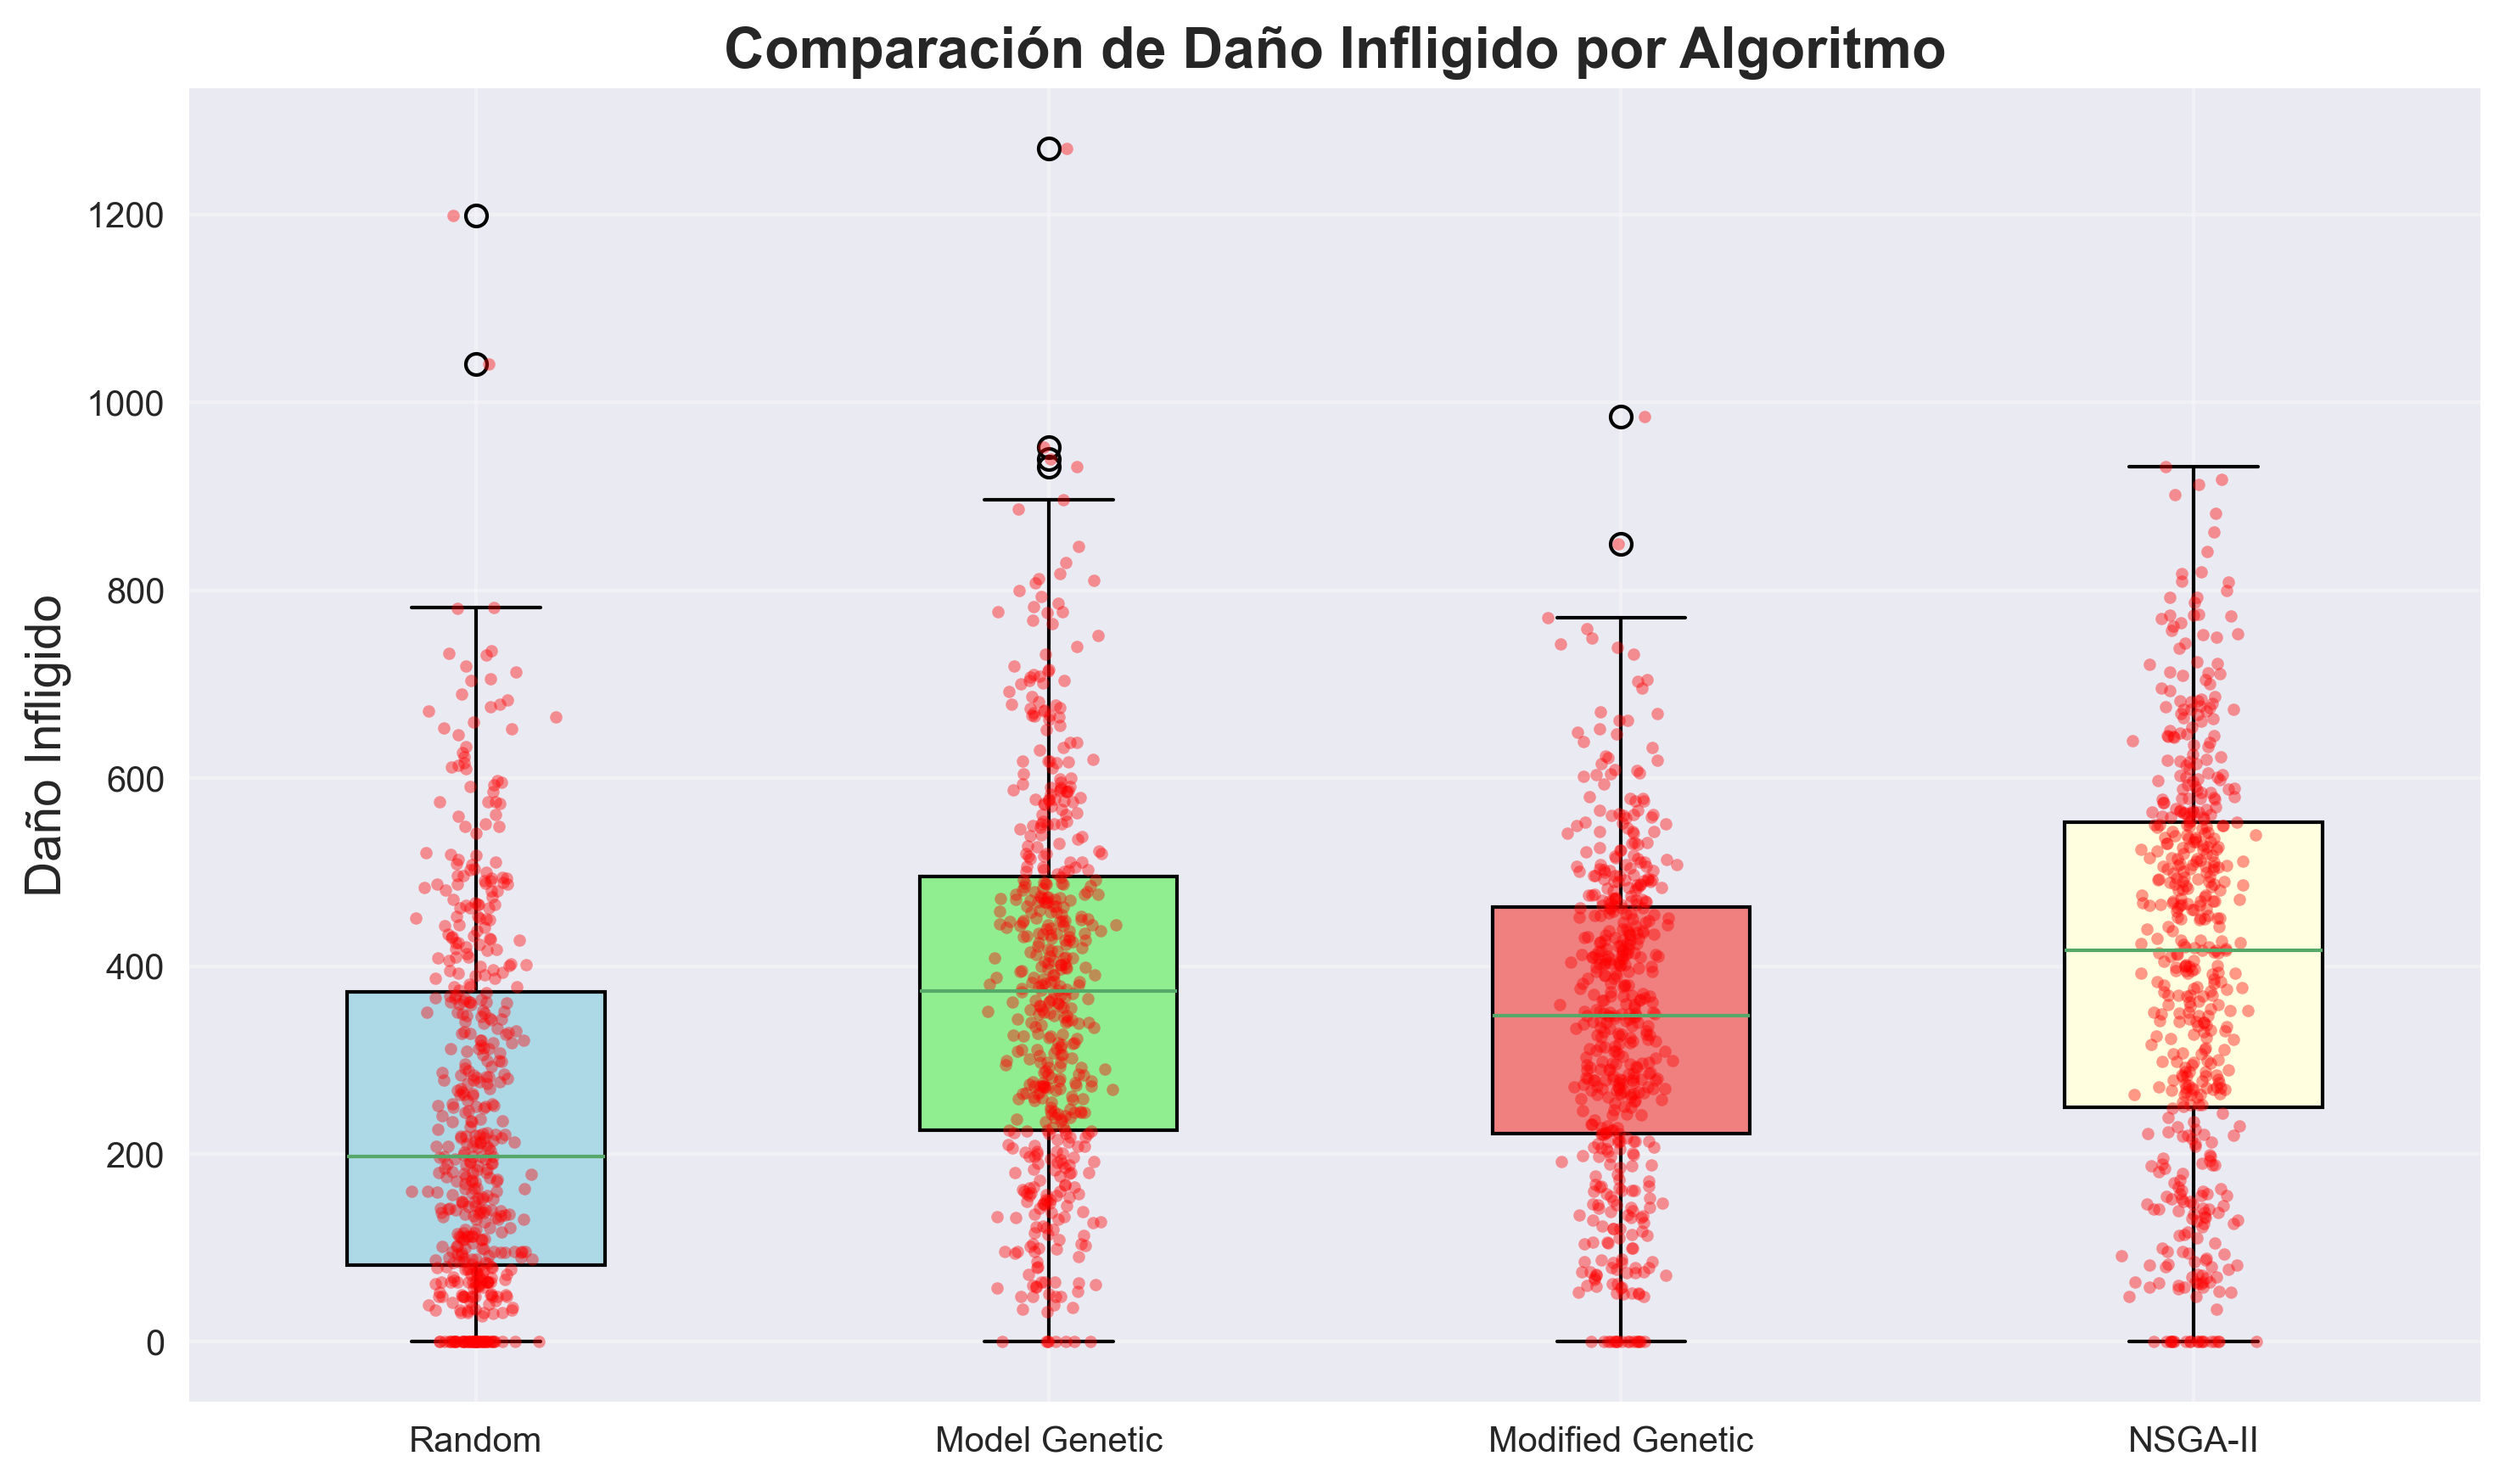 Comparación de Daño Infligido por Algoritmo
Daño Infligido
1200
1000
800
600
400
200
0
Random
Model Genetic
Modified Genetic
NSGA-II